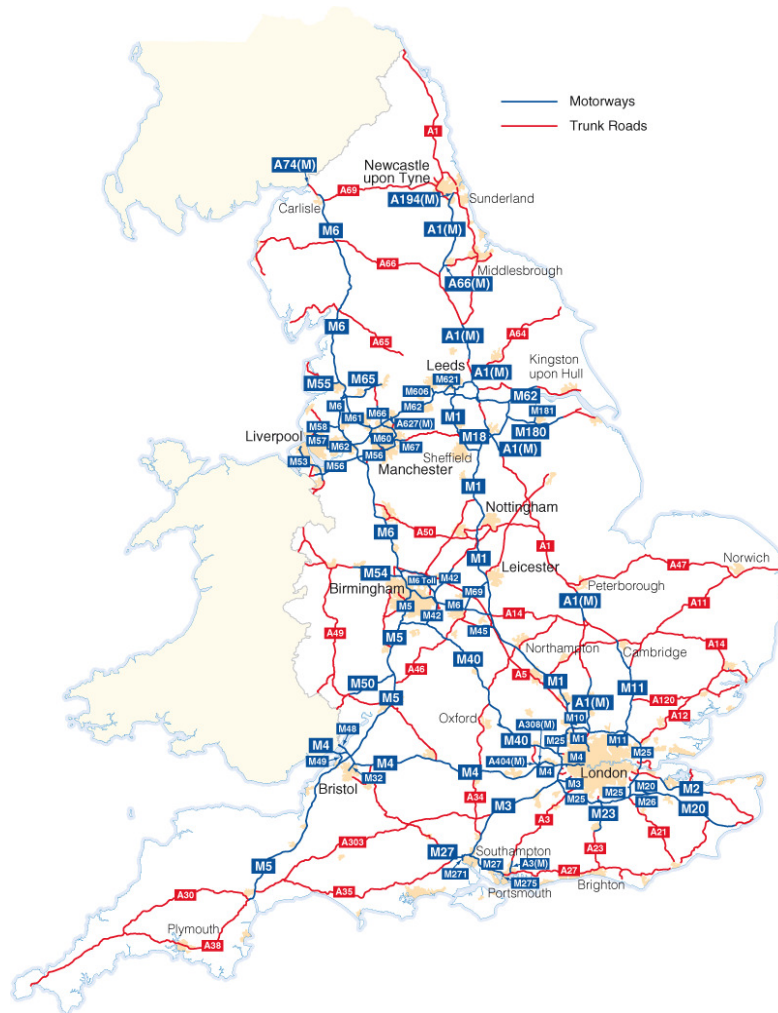 Motorways
Trunk Roads
A1
A74(M)
Newcastle
upon Tyne
A69
A194(M)
Sunderland
Carlisle
M6
A1(M)
A66
Middlesbrough
A66(M)
M6
A65
A1(M)
A64
Leeds
A1(M)
Kingston
upon Hull
M621
M55
M65
M606
M62
M6
M66
M62
M181
M61
M1
M58
A627(M)
M180
Liverpool
M57
M60
M18
M62
M67
A1(M)
M53
M56
M56
Manchester
Sheffield
M1
Nottingham
M6
A50
A1
M1
Norwich
A47
Leicester
M54
M6 Toll
M42
Birmingham
Peterborough
M69
A1(M)
A11
M5
M6
A14
M42
A49
M45
M5
Northampton
A14
Cambridge
M40
A46
A5
M1
M11
M50
A1(M)
A120
M5
A12
Oxford
A308(M)
M10
M48
M40
M25
M1
M11
M4
M25
M49
M4
A404(M)
M4
M4
London
M32
M4
M3
M20
M2
Bristol
M25
M25
M26
M20
A34
M3
M23
A3
A21
A303
A23
M27
Southampton
M5
M27
A3(M)
A27
M271
Brighton
A30
A35
M275
Portsmouth
Plymouth
A38